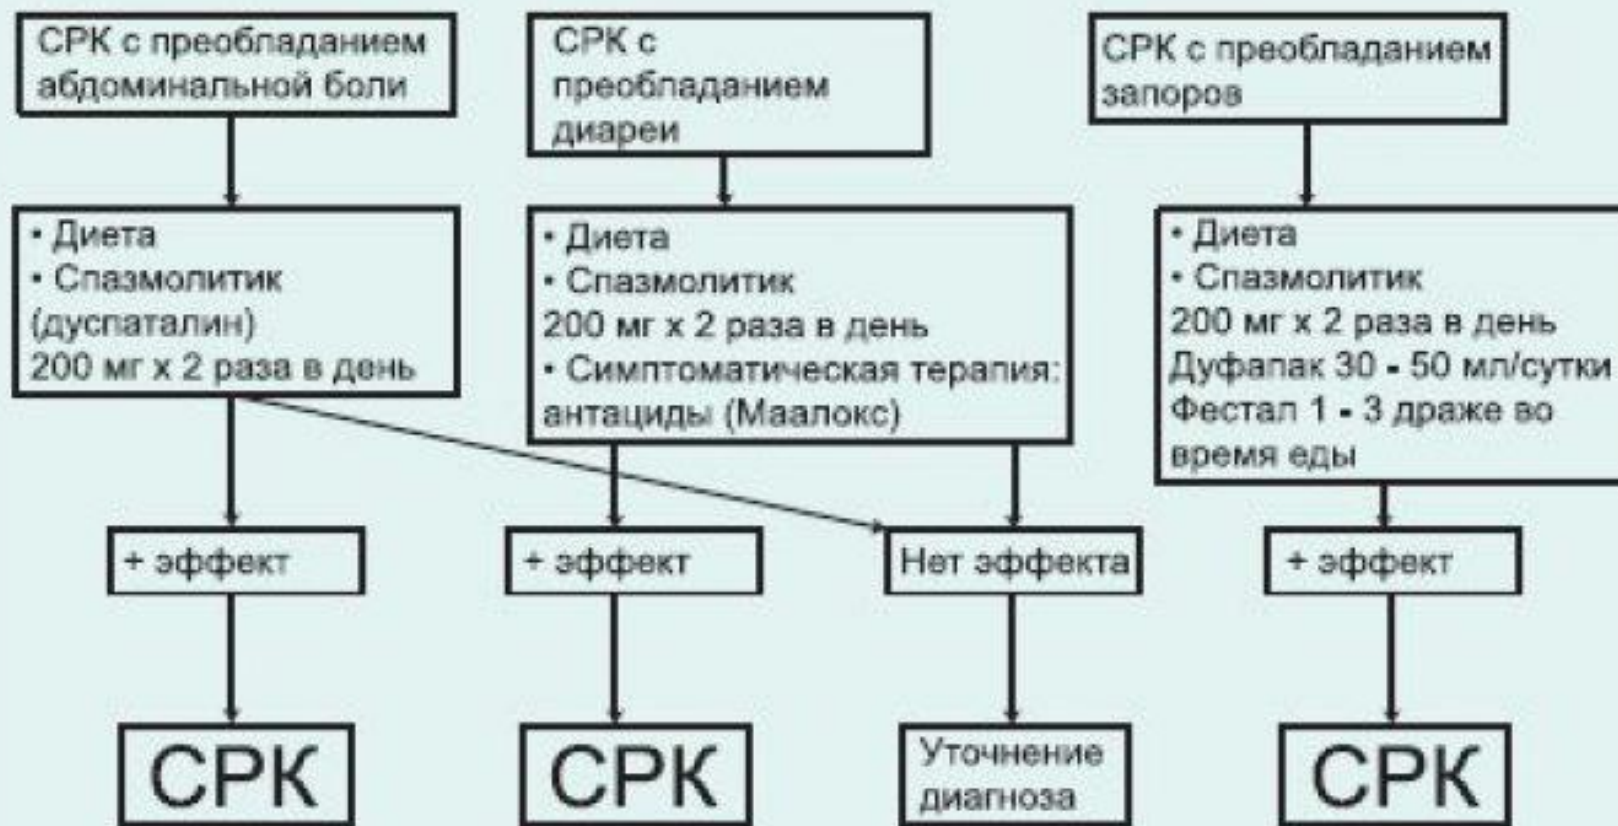 СРК с преобладанием
абдоминальной боли
СРК с
преобладанием
диареи
СРК с преобладанием
запоров
• Диета
• Спазмолитик
(дуспаталин)
200 мг х 2 раза в день
• Диета
• Спазмолитик
200 мг х 2 раза в день
• Симптоматическая терапия:
антациды (Маалокс)
• Диета
• Спазмолитик
200 мг х 2 раза в день
Дуфапак 30 - 50 мл/сутки
Фестал 1 - 3 драже во
время еды
+ эффект
+ эффект
Нет эффекта
+ эффект
СРК
СРК
Уточнение
диагноза
СРК